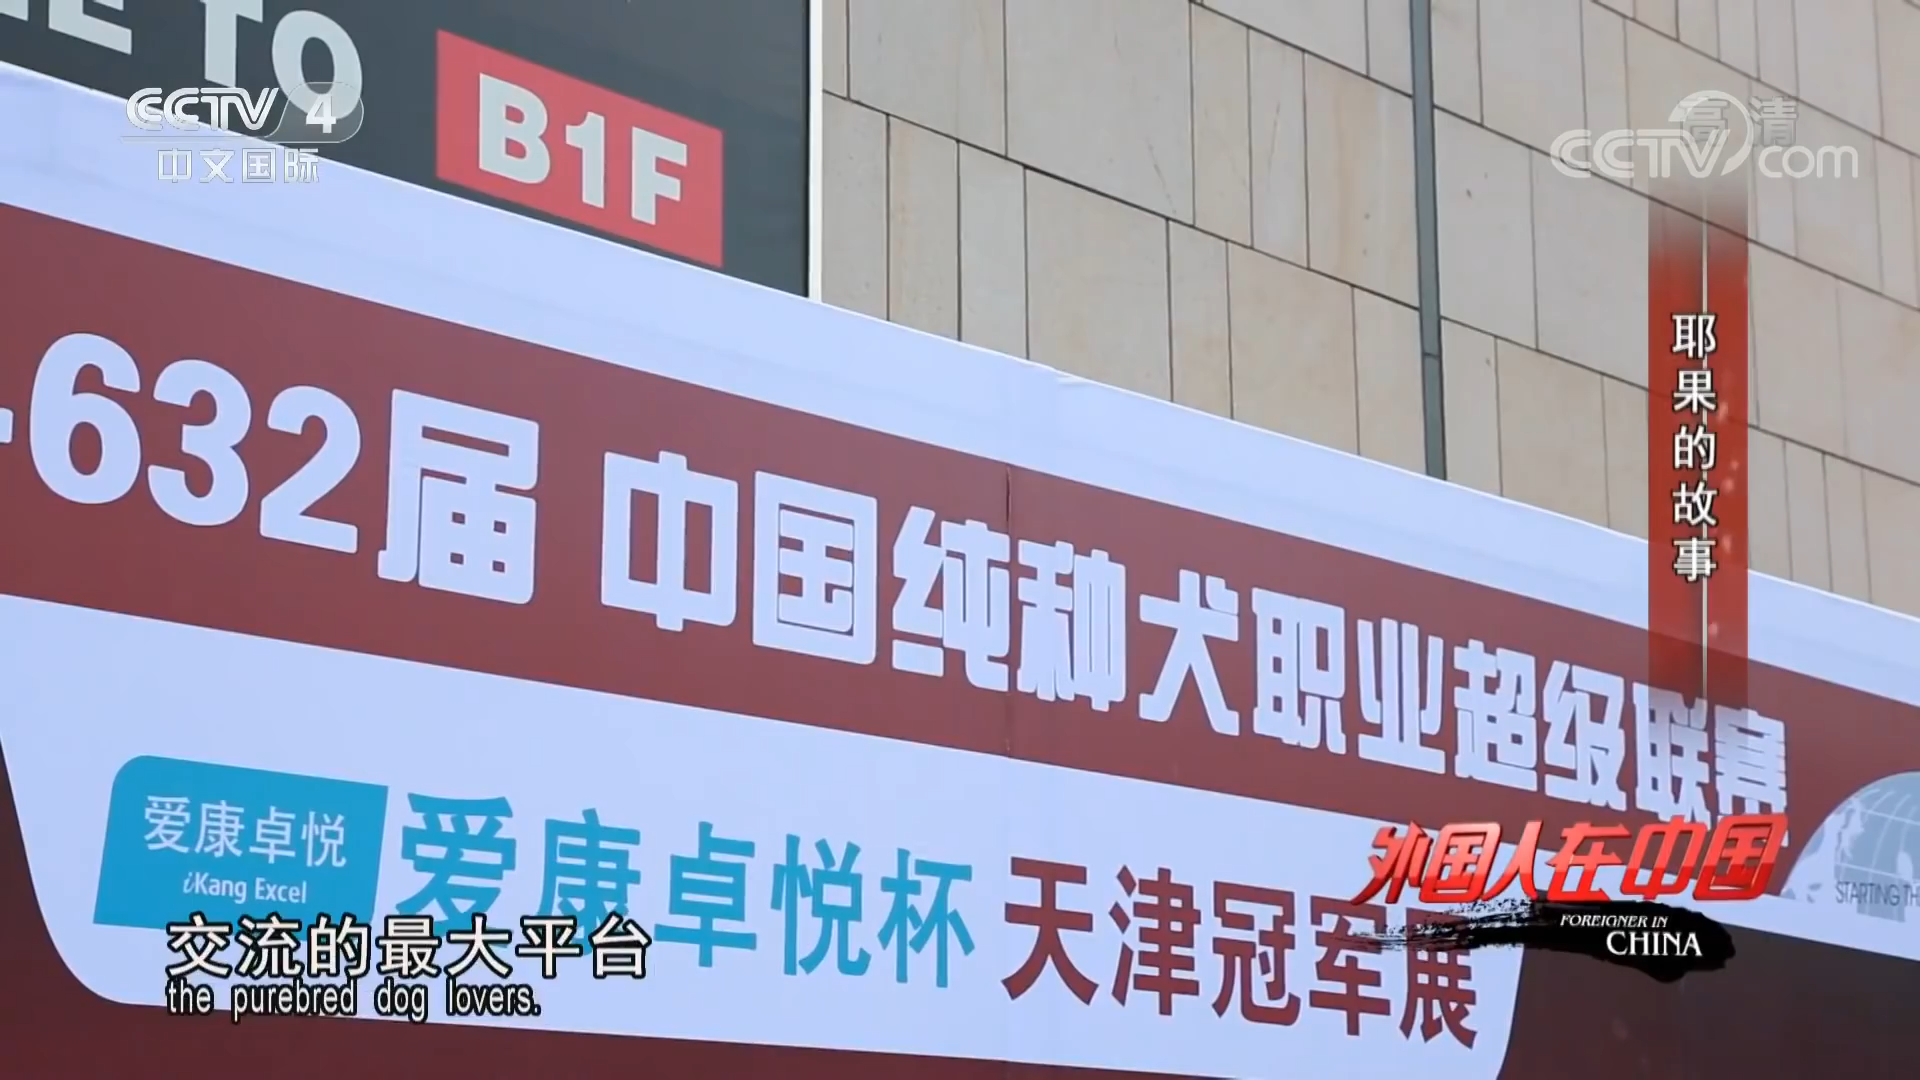 TO
B1F
CCTV 4
中文国际
高清
CCTV.com
耶果的故事
-632届 中国纯种犬职业超级联赛
爱康卓悦
iKang Excel
爱康卓悦杯 天津冠军展
STARTING TH
外国人在中国
FOREIGNER IN
CHINA
交流的最大平台
the purebred dog lovers.